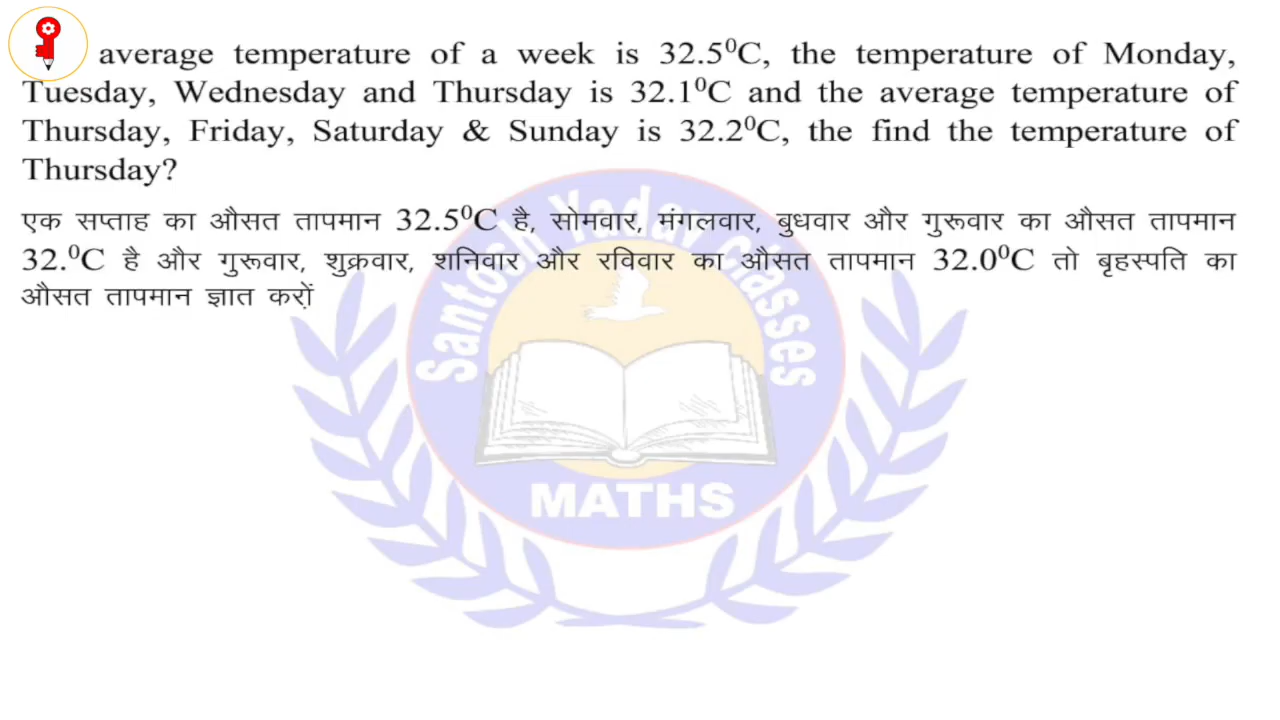 average temperature of a week is 32.5⁰C, the temperature of Monday,
Tuesday, Wednesday and Thursday is 32.1⁰C and the average temperature of
Thursday, Friday, Saturday & Sunday is 32.2⁰C, the find the temperature of
Thursday?
एक सप्ताह का औसत तापमान 32.5⁰C है, सोमवार, मंगलवार, बुधवार और गुरूवार का औसत तापमान
32.⁰C है और गुरूवार, शुक्रवार, शनिवार और रविवार का औसत तापमान 32.0⁰C तो बृहस्पति का
औसत तापमान ज्ञात करो़ं
Santosh Yadav Classes
MATHS